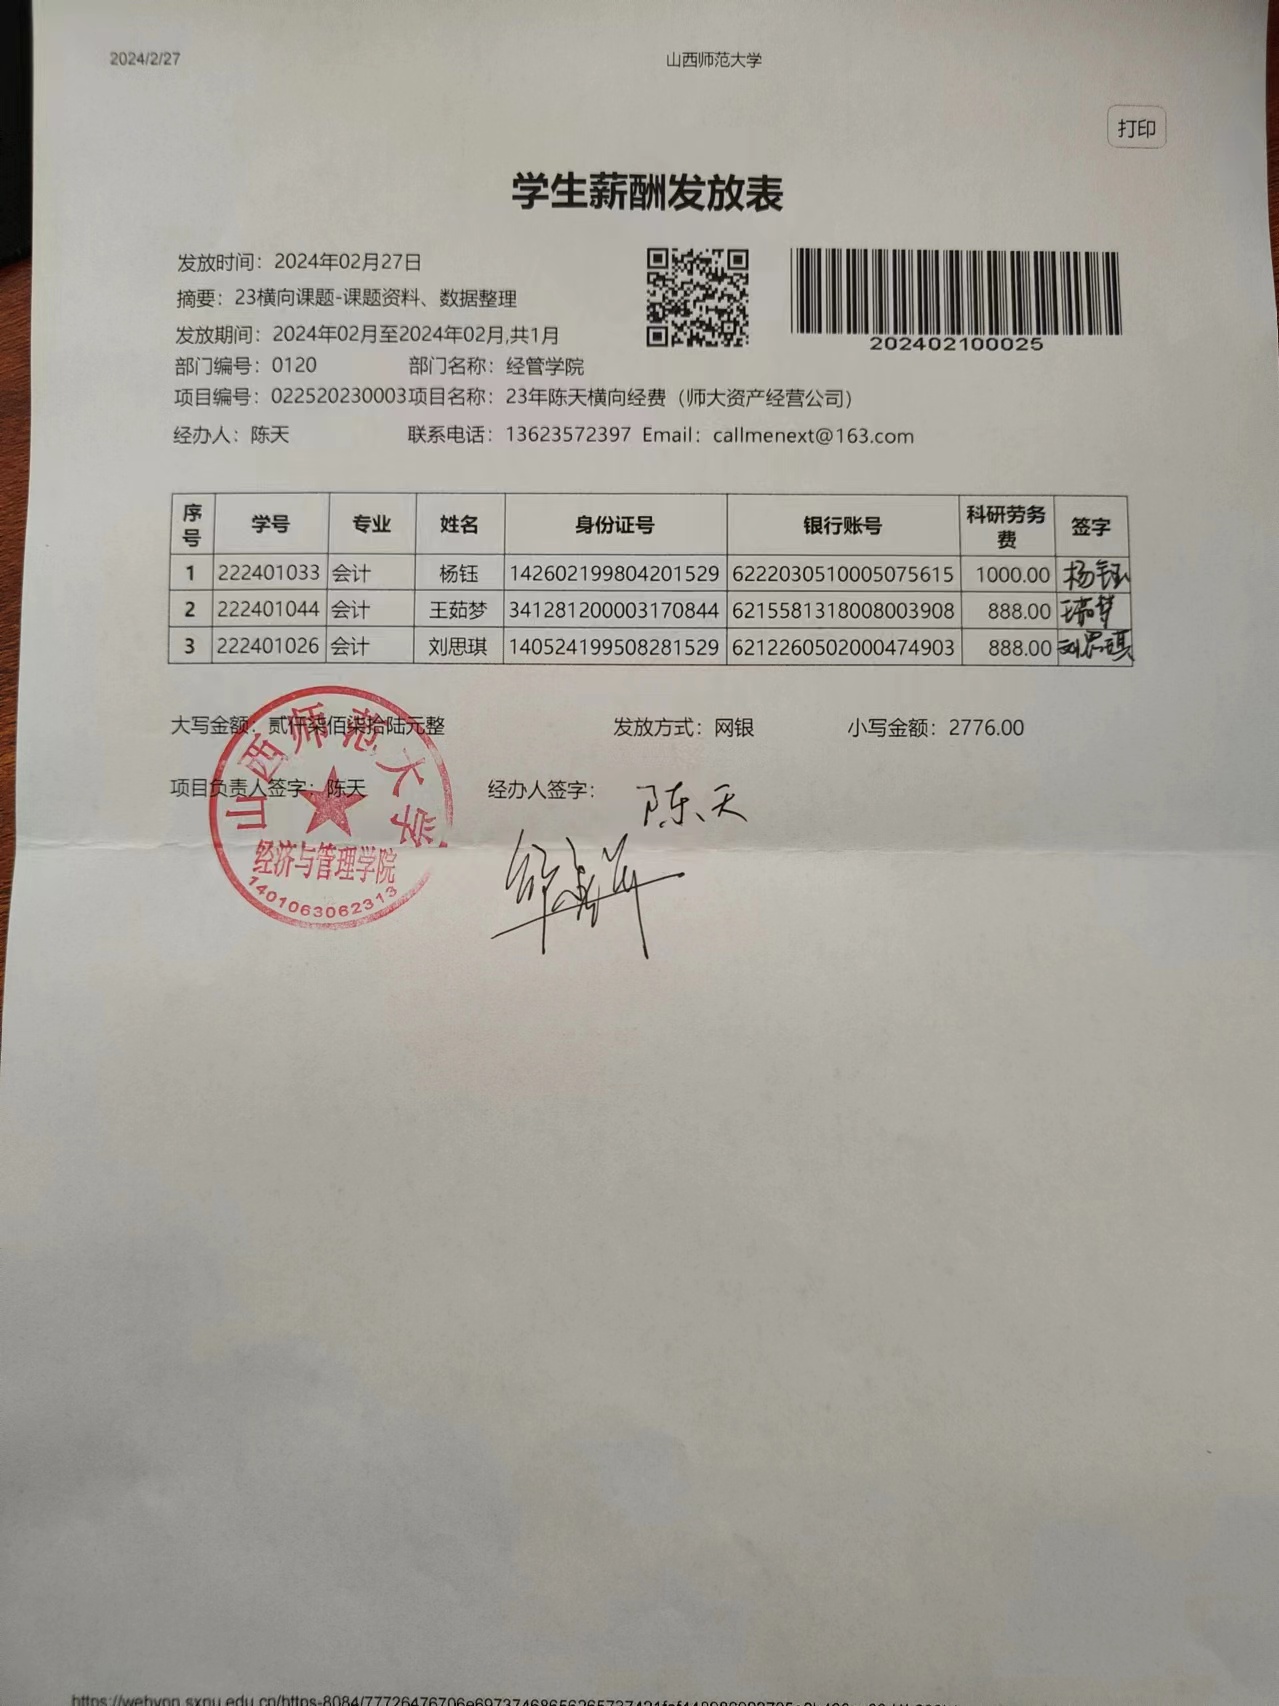 2024/2/27 山西师范大学
打印
学生薪酬发放表
发放时间：2024年02月27日
摘要：23横向课题-课题资料、数据整理
发放期间：2024年02月至2024年02月,共1月
202402100025
部门编号：0120 部门名称：经管学院
项目编号：022520230003项目名称：23年陈天横向经费（师大资产经营公司）
经办人：陈天 联系电话：13623572397 Email：callmenext@163.com
序号 学号 专业 姓名 身份证号 银行账号 科研劳务费 签字
1 222401033 会计 杨钰 142602199804201529 6222030510005075615 1000.00 杨钰
2 222401044 会计 王茹梦 341281200003170844 6215581318008003908 888.00 王茹梦
3 222401026 会计 刘思琪 140524199508281529 6212260502000474903 888.00 刘思琪
大写金额：贰仟柒佰柒拾陆元整 发放方式：网银 小写金额：2776.00
项目负责人签字：陈天 经办人签字： 陈天
山西师范大学
经济与管理学院
1401063062313